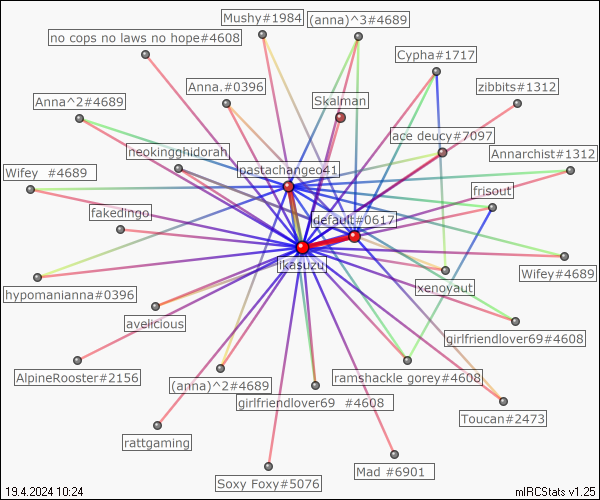 Mushy#1984
(anna)^3#4689
no cops no laws no hope#4608
Cypha#1717
Anna.#0396
Skalman
zibbits#1312
Anna^2#4689
ace deucy#7097
neokingghidorah
Annarchist#1312
Wifey #4689
pastachangeo41
frisout
fakedingo
default#0617
ikasuzu
Wifey#4689
hypomanianna#0396
xenoyaut
avelicious
girlfriendlover69#4608
AlpineRooster#2156
(anna)^2#4689
ramshackle gorey#4608
girlfriendlover69 #4608
Toucan#2473
rattgaming
Soxy Foxy#5076
Mad #6901
19.4.2024 10:24
mIRCStats v1.25